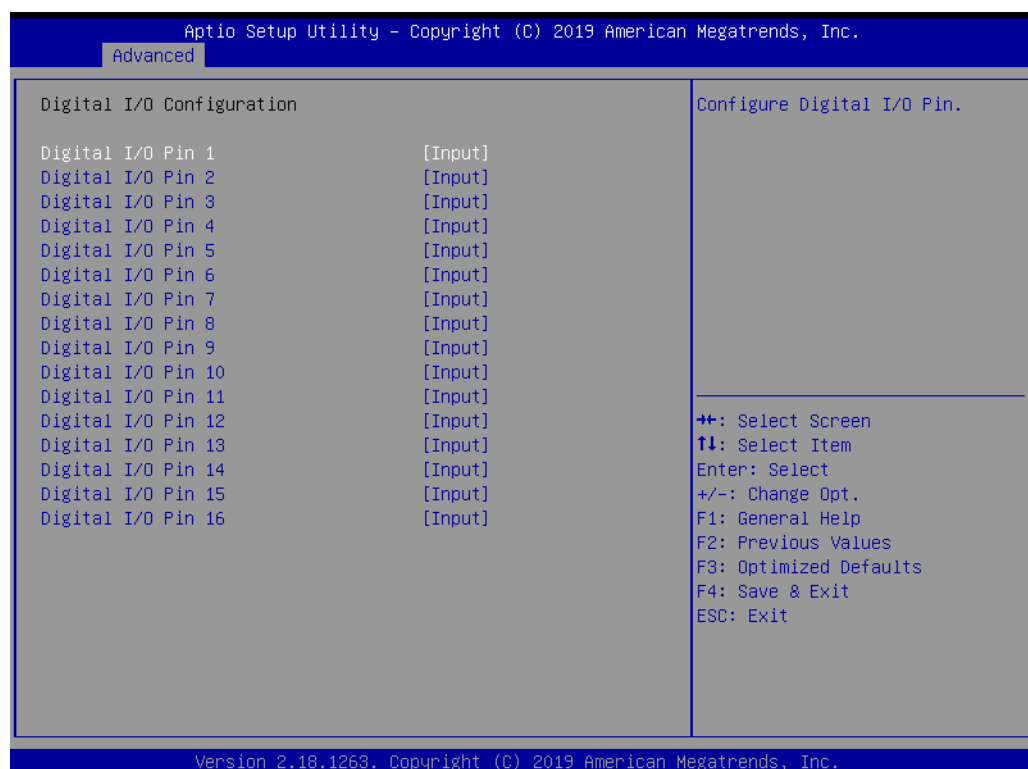 Aptio Setup Utility – Copyright (C) 2019 American Megatrends, Inc.
Advanced
Digital I/O Configuration
Digital I/O Pin 1 [Input]
Digital I/O Pin 2 [Input]
Digital I/O Pin 3 [Input]
Digital I/O Pin 4 [Input]
Digital I/O Pin 5 [Input]
Digital I/O Pin 6 [Input]
Digital I/O Pin 7 [Input]
Digital I/O Pin 8 [Input]
Digital I/O Pin 9 [Input]
Digital I/O Pin 10 [Input]
Digital I/O Pin 11 [Input]
Digital I/O Pin 12 [Input]
Digital I/O Pin 13 [Input]
Digital I/O Pin 14 [Input]
Digital I/O Pin 15 [Input]
Digital I/O Pin 16 [Input]
Configure Digital I/O Pin.
→←: Select Screen
↑↓: Select Item
Enter: Select
+/-: Change Opt.
F1: General Help
F2: Previous Values
F3: Optimized Defaults
F4: Save & Exit
ESC: Exit
Version 2.18.1263. Copyright (C) 2019 American Megatrends, Inc.